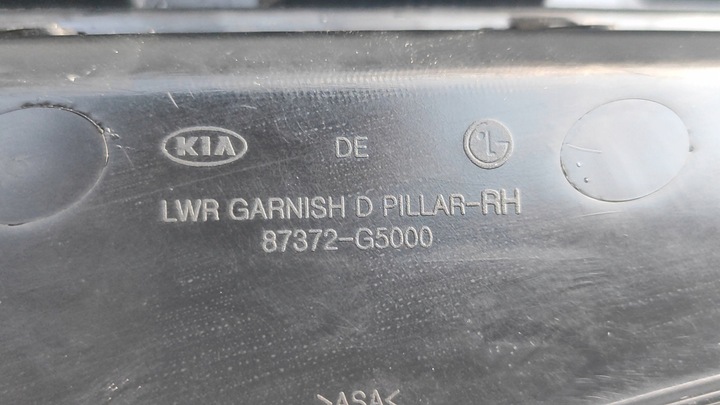 KIA DE LG
LWR GARNISH D PILLAR-RH
87372-G5000
>ASA<